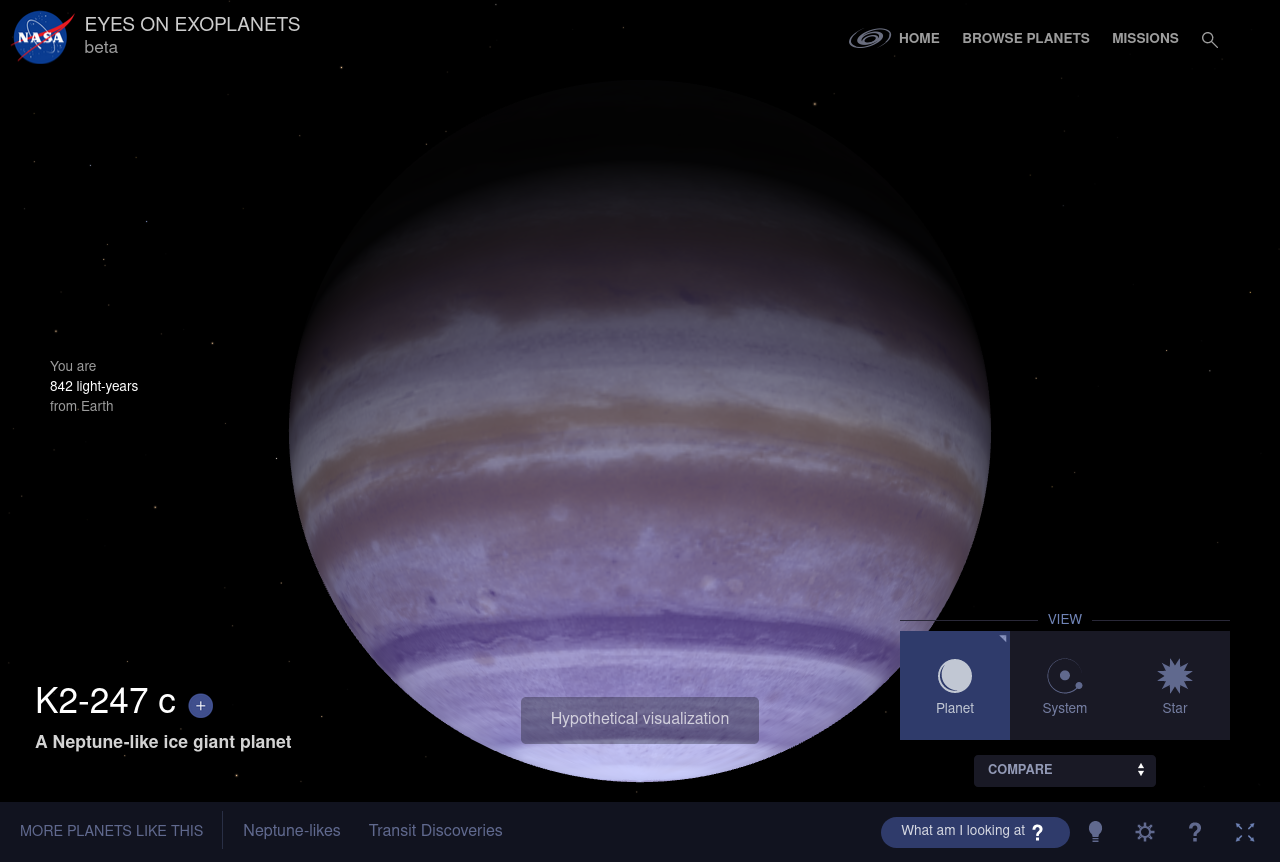 NASA
EYES ON EXOPLANETS
beta
HOME
BROWSE PLANETS
MISSIONS
You are
842 light-years
from Earth
VIEW
Planet
System
Star
K2-247 c
+
A Neptune-like ice giant planet
Hypothetical visualization
COMPARE
MORE PLANETS LIKE THIS
Neptune-likes
Transit Discoveries
What am I looking at ?
?